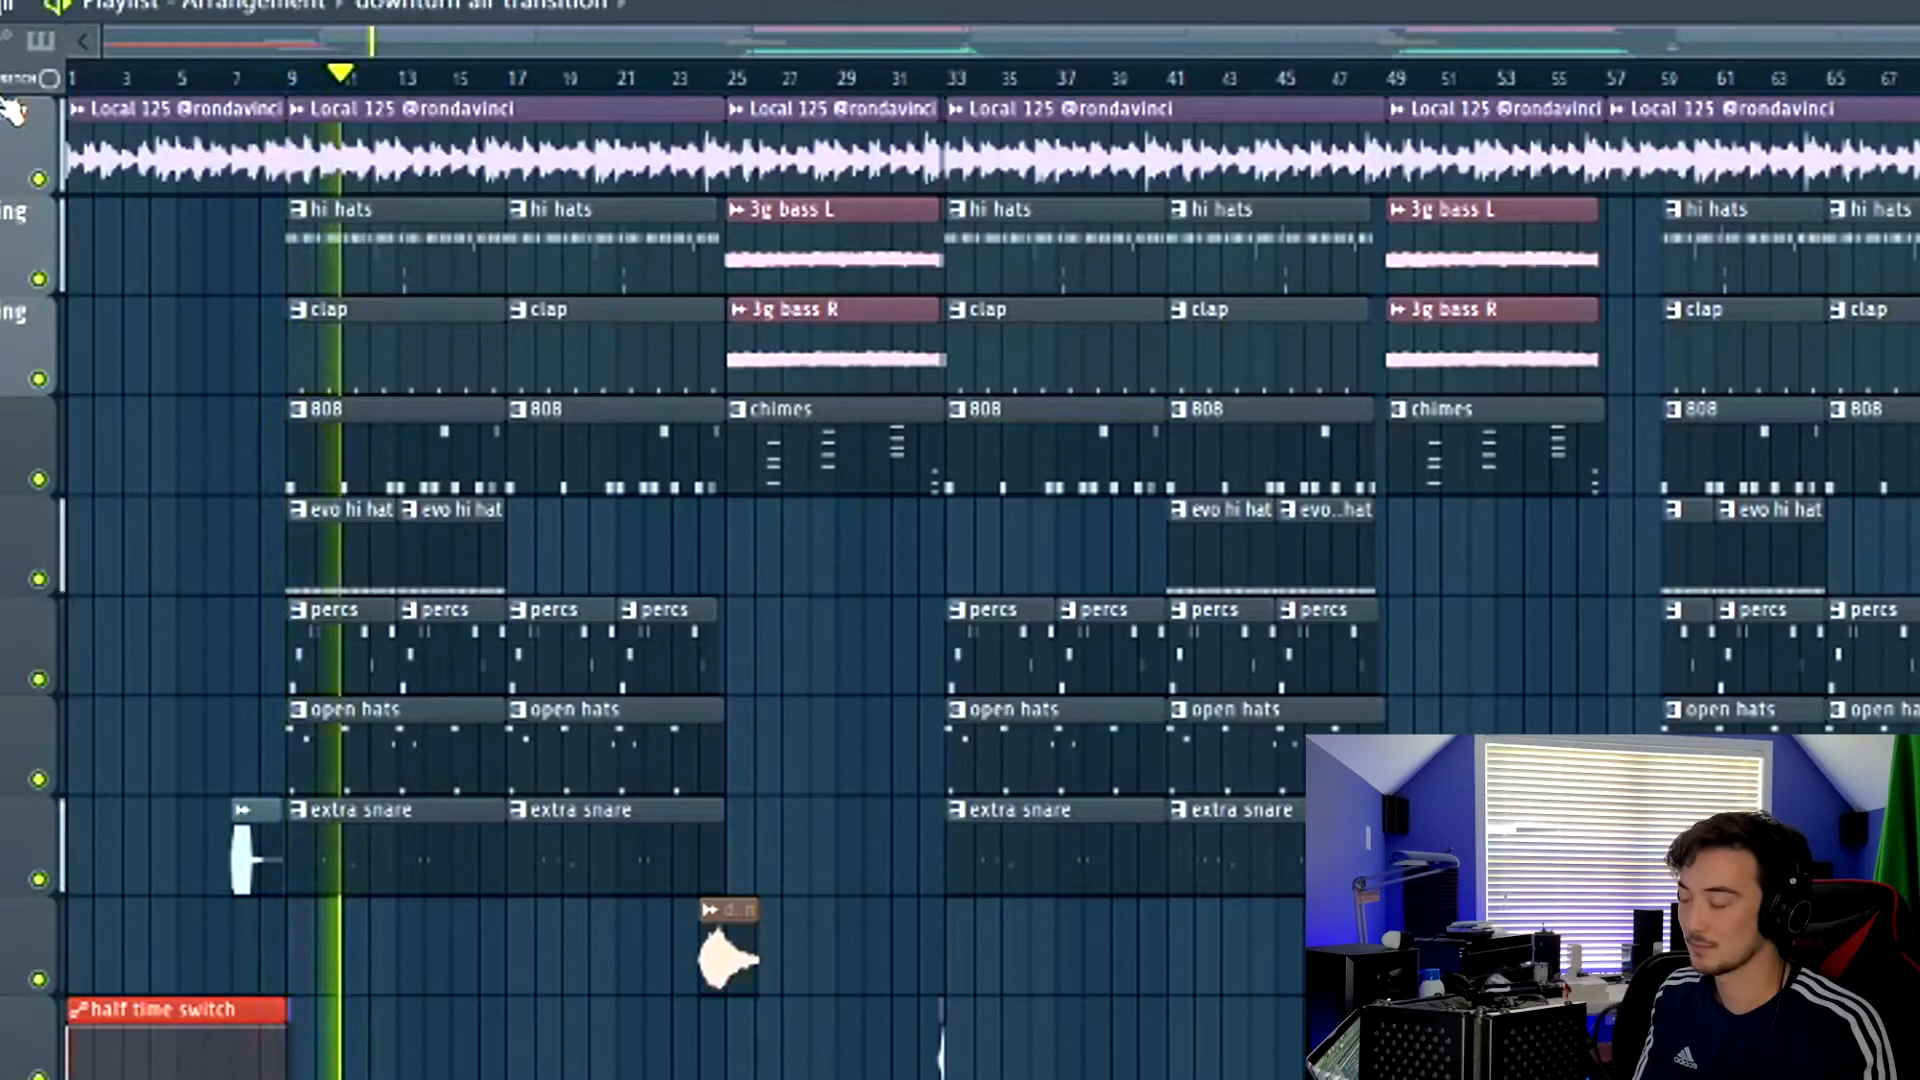 Playlist - Arrangement › downturn air transition ›
1 3 5 7 9 11 13 15 17 19 21 23 25 27 29 31 33 35 37 39 41 43 45 47 49 51 53 55 57 59 61 63 65 67
Local 125 @rondavinci Local 125 @rondavinci Local 125 @rondavinci Local 125 @rondavinci Local 125 @rondavinci Local 125 @rondavinci
hi hats hi hats 3g bass L hi hats hi hats 3g bass L hi hats hi hats
clap clap 3g bass R clap clap 3g bass R clap clap
808 808 chimes 808 808 chimes 808 808
evo hi hat evo hi hat evo hi hat evo..hat evo hi hat
percs percs percs percs percs percs percs percs percs percs
open hats open hats open hats open hats open hats open ha
extra snare extra snare extra snare extra snare
d..n
half time switch
adidas